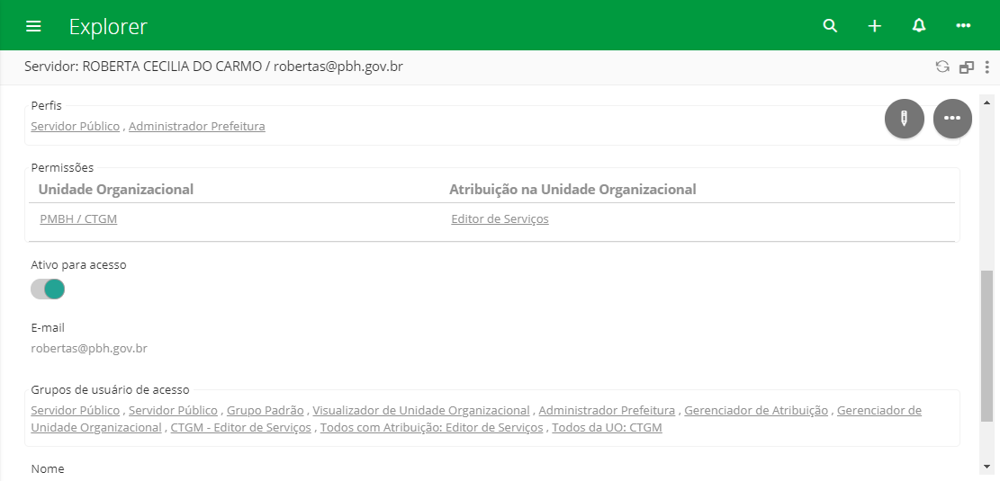 Explorer
Servidor: ROBERTA CECILIA DO CARMO / robertas@pbh.gov.br
Perfis
Servidor Público , Administrador Prefeitura
Permissões
Unidade Organizacional Atribuição na Unidade Organizacional
PMBH / CTGM Editor de Serviços
Ativo para acesso
E-mail
robertas@pbh.gov.br
Grupos de usuário de acesso
Servidor Público , Servidor Público , Grupo Padrão , Visualizador de Unidade Organizacional , Administrador Prefeitura , Gerenciador de Atribuição , Gerenciador de
Unidade Organizacional , CTGM - Editor de Serviços , Todos com Atribuição: Editor de Serviços , Todos da UO: CTGM
Nome